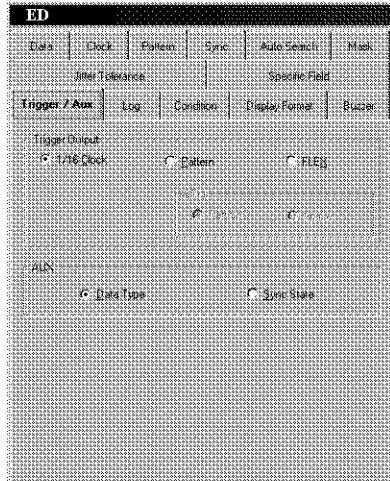 ED
Data Clock Pattern Sync Auto Search Mask
Jitter Tolerance Specific Field
Trigger / Aux Log Condition Display Format Buzzer
Trigger Output
1/16 Clock Pattern FLEX
AUX
Data Type Sync State